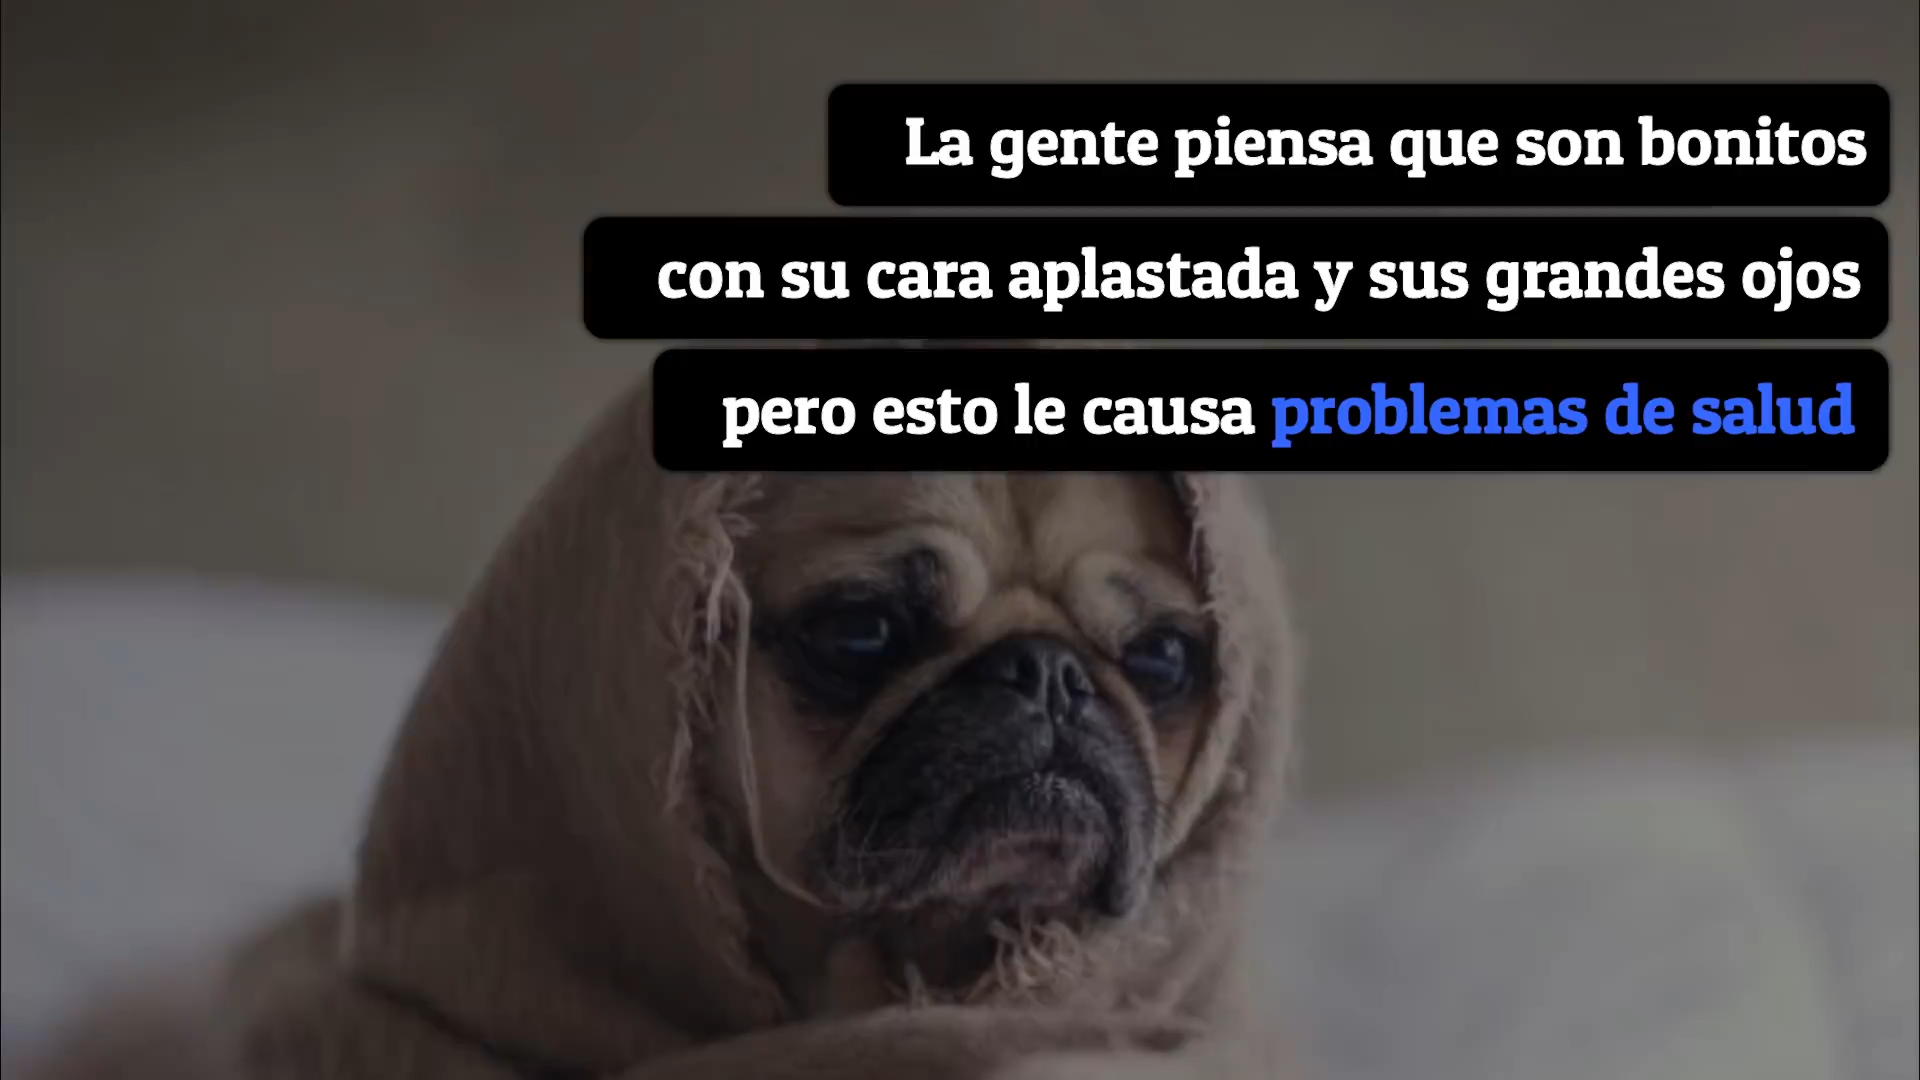 La gente piensa que son bonitos
con su cara aplastada y sus grandes ojos
pero esto le causa problemas de salud